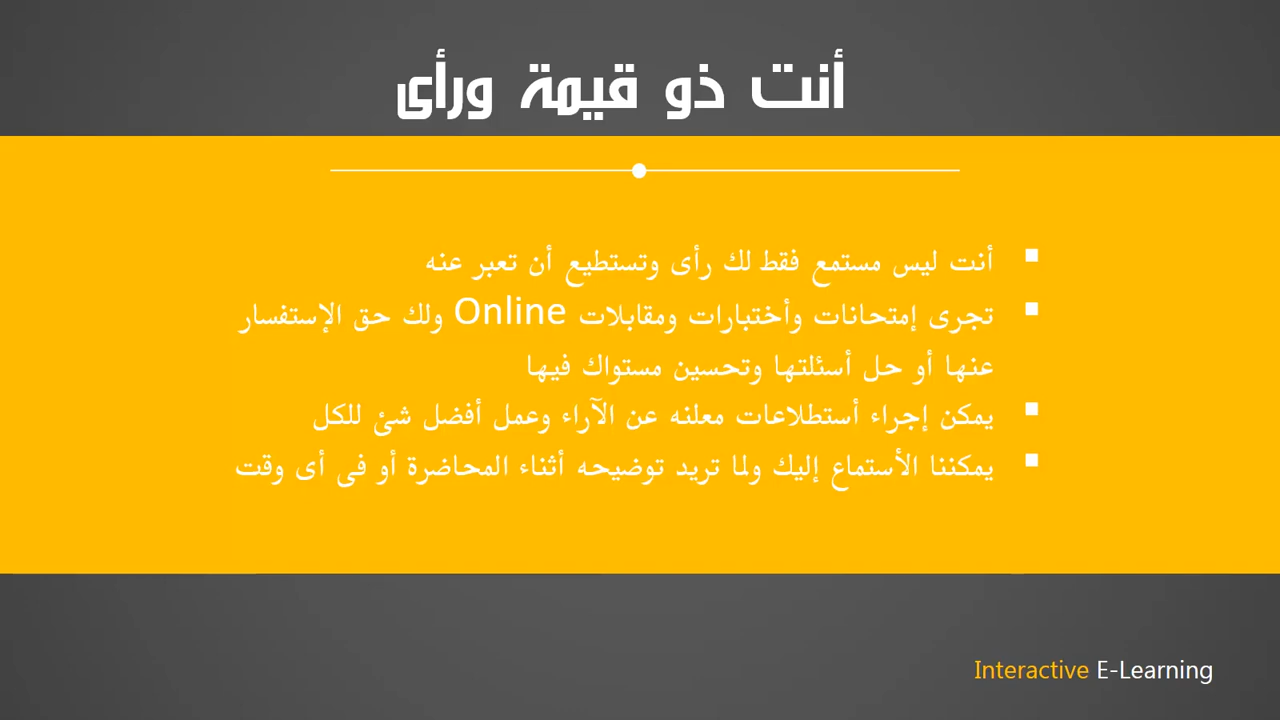 أنت ذو قيمة ورأى
أنت ليس مستمع فقط لك رأى وتستطيع أن تعبر عنه
تجرى إمتحانات وأختبارات ومقابلات Online ولك حق الإستفسار
عنها أو حل أسئلتها وتحسين مستواك فيها
يمكن إجراء أستطلاعات معلنه عن الآراء وعمل أفضل شئ للكل
يمكننا الأستماع إليك ولما تريد توضيحه أثناء المحاضرة أو فى أى وقت
Interactive E-Learning